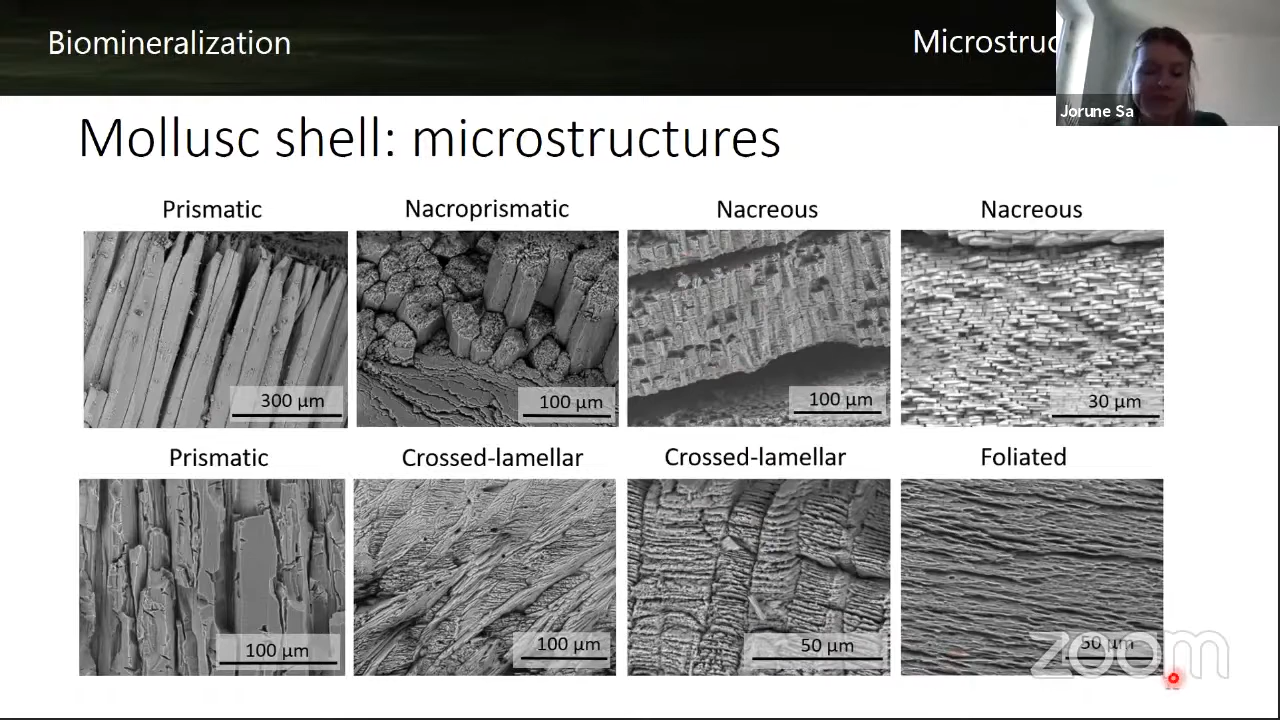 Biomineralization
Microstruc
Jorune Sa
Mollusc shell: microstructures
Prismatic
Nacroprismatic
Nacreous
Nacreous
300 µm
100 µm
100 µm
30 µm
Prismatic
Crossed-lamellar
Crossed-lamellar
Foliated
100 µm
100 µm
50 µm
50 µm
zoom